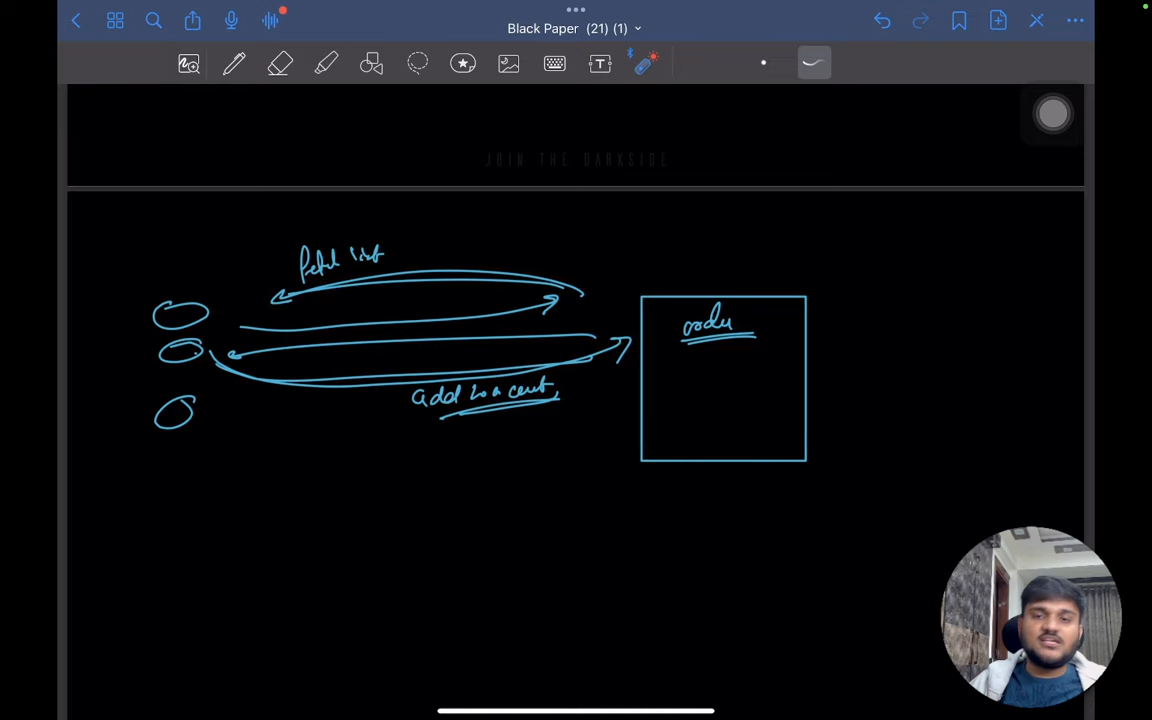 Black Paper (21) (1)
JOIN THE DARKSIDE
Fetch list
order
add to a cart